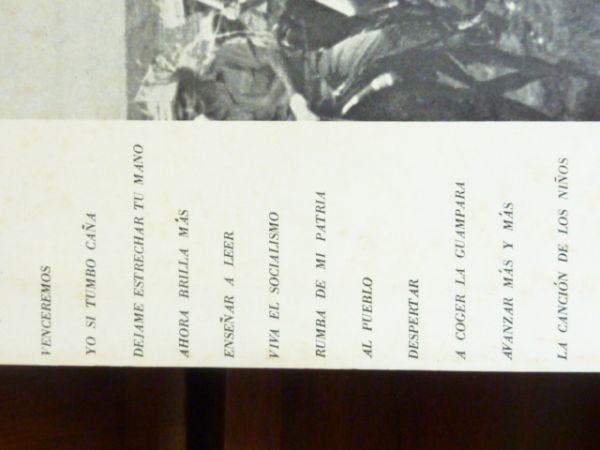 VENCEREMOS
YO SI TUMBO CAÑA
DEJAME ESTRECHAR TU MANO
AHORA BRILLA MÁS
ENSEÑAR A LEER
VIVA EL SOCIALISMO
RUMBA DE MI PATRIA
AL PUEBLO
DESPERTAR
A COGER LA GUAMPARA
AVANZAR MÁS Y MÁS
LA CANCIÓN DE LOS NIÑOS